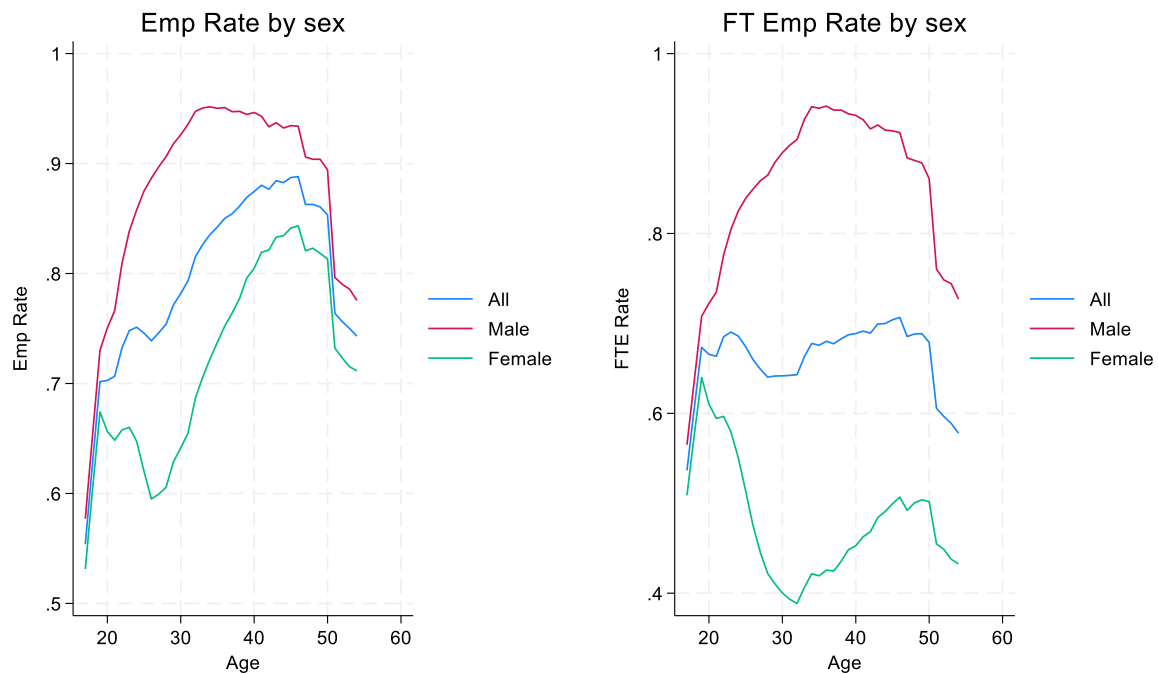 Emp Rate by sex
1
.9
.8
.7
.6
.5
Emp Rate
20 30 40 50 60
Age
All
Male
Female
FT Emp Rate by sex
1
.8
.6
.4
FTE Rate
20 30 40 50 60
Age
All
Male
Female